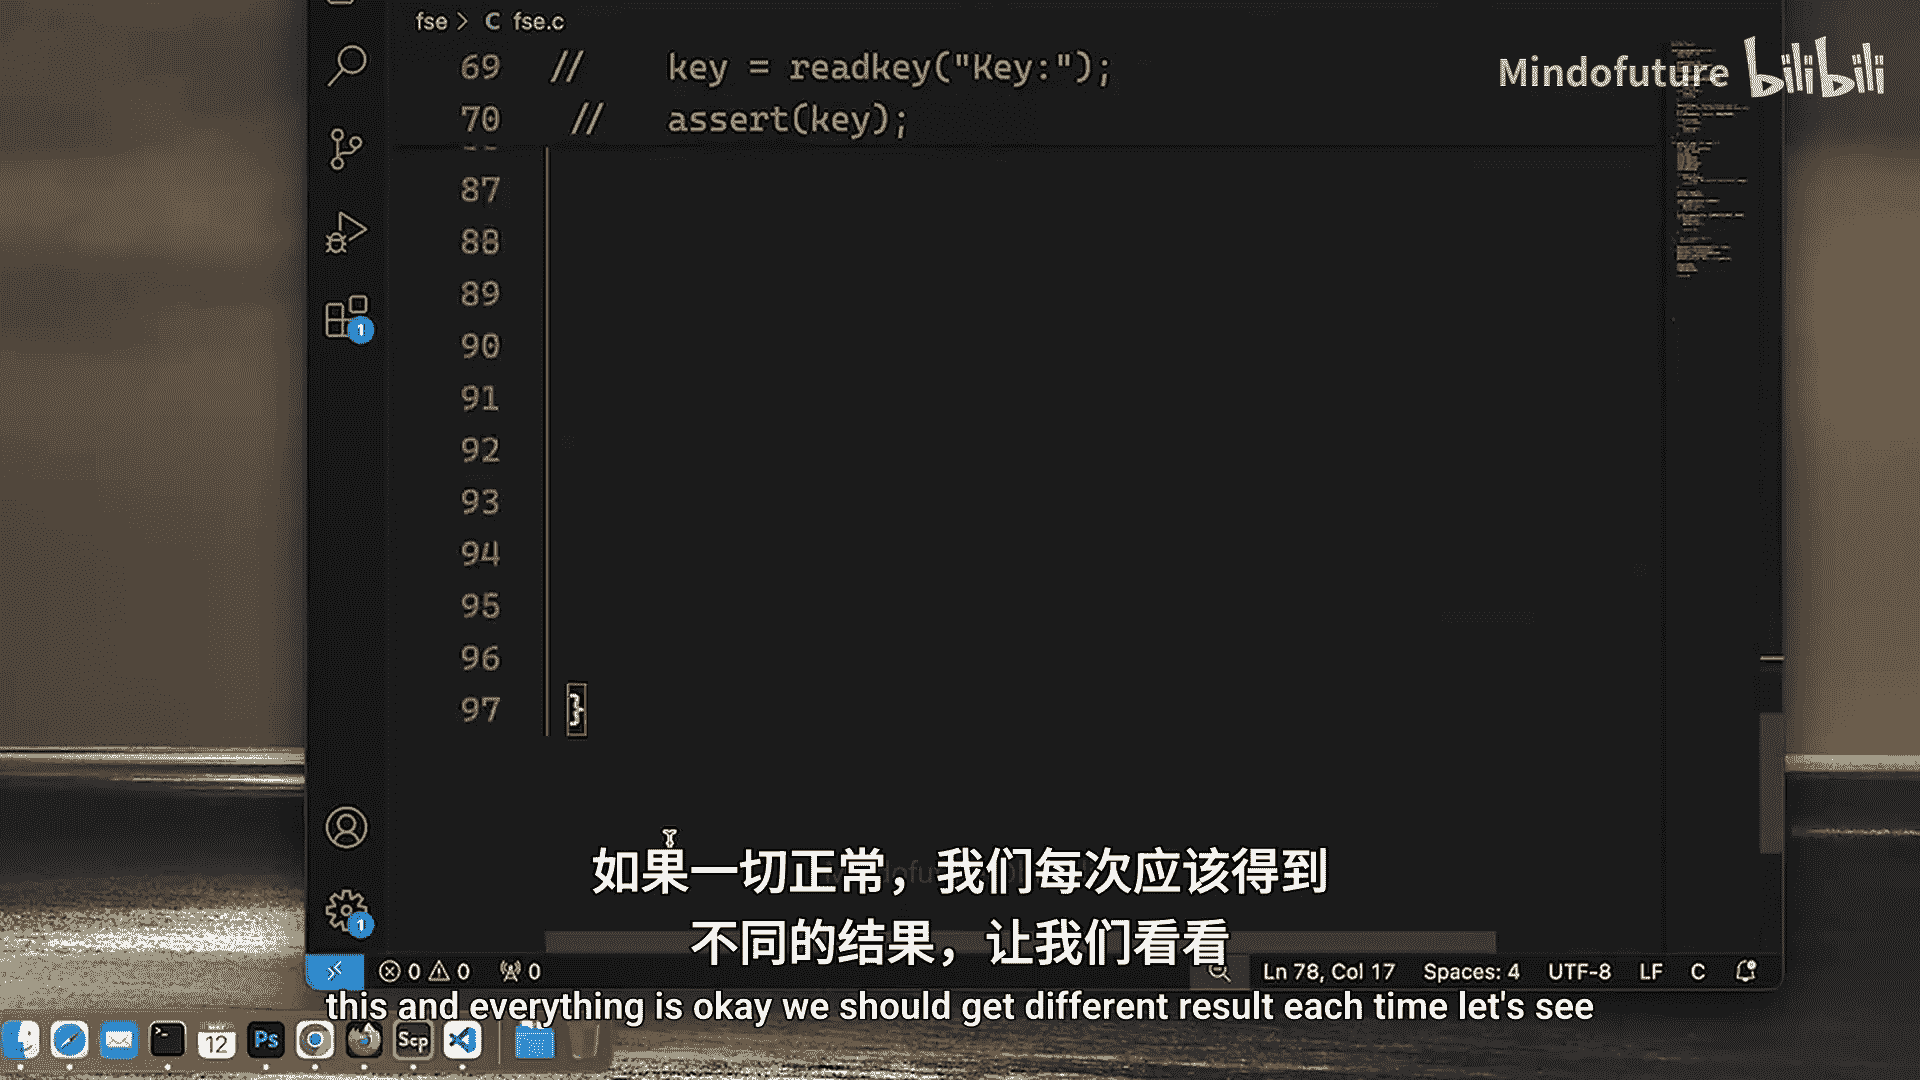 fse > C fse.c
Mindofuture bilibili
69 // key = readkey("Key:");
70 // assert(key);
87
88
89
90
91
92
93
94
95
96
97 }
1
1
如果一切正常，我们每次应该得到
不同的结果，让我们看看
0 0 0 Ln 78, Col 17 Spaces: 4 UTF-8 LF C
this and everything is okay we should get different result each time let's see
12 Ps Scp